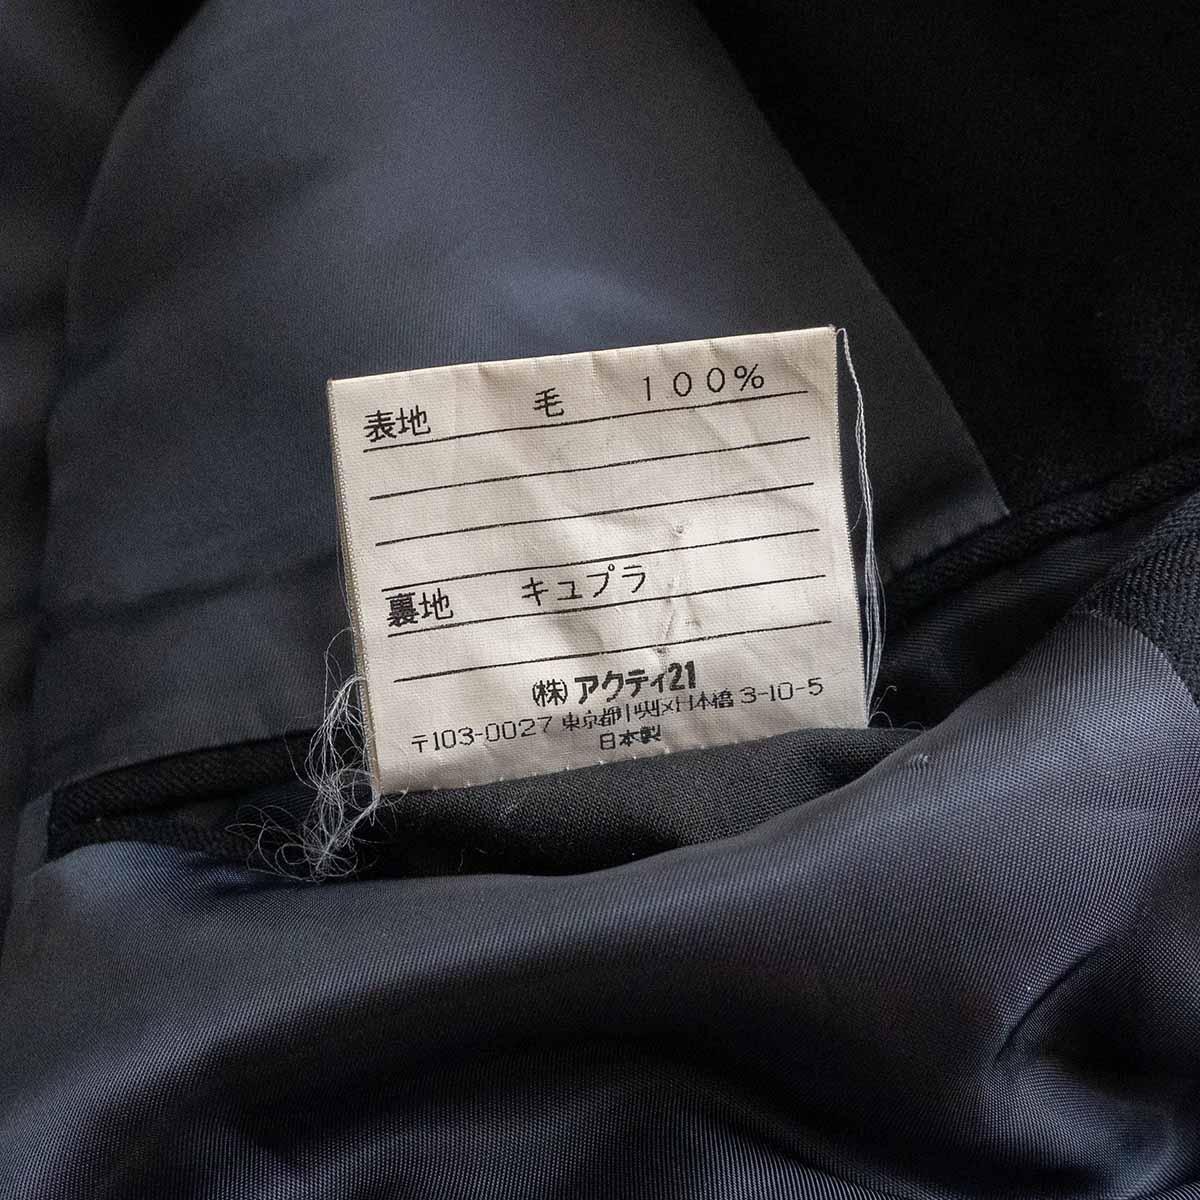 表地 毛 100%
裏地 キュプラ
(株)アクティ21
〒103-0027 東京都中央区日本橋 3-10-5
日本製